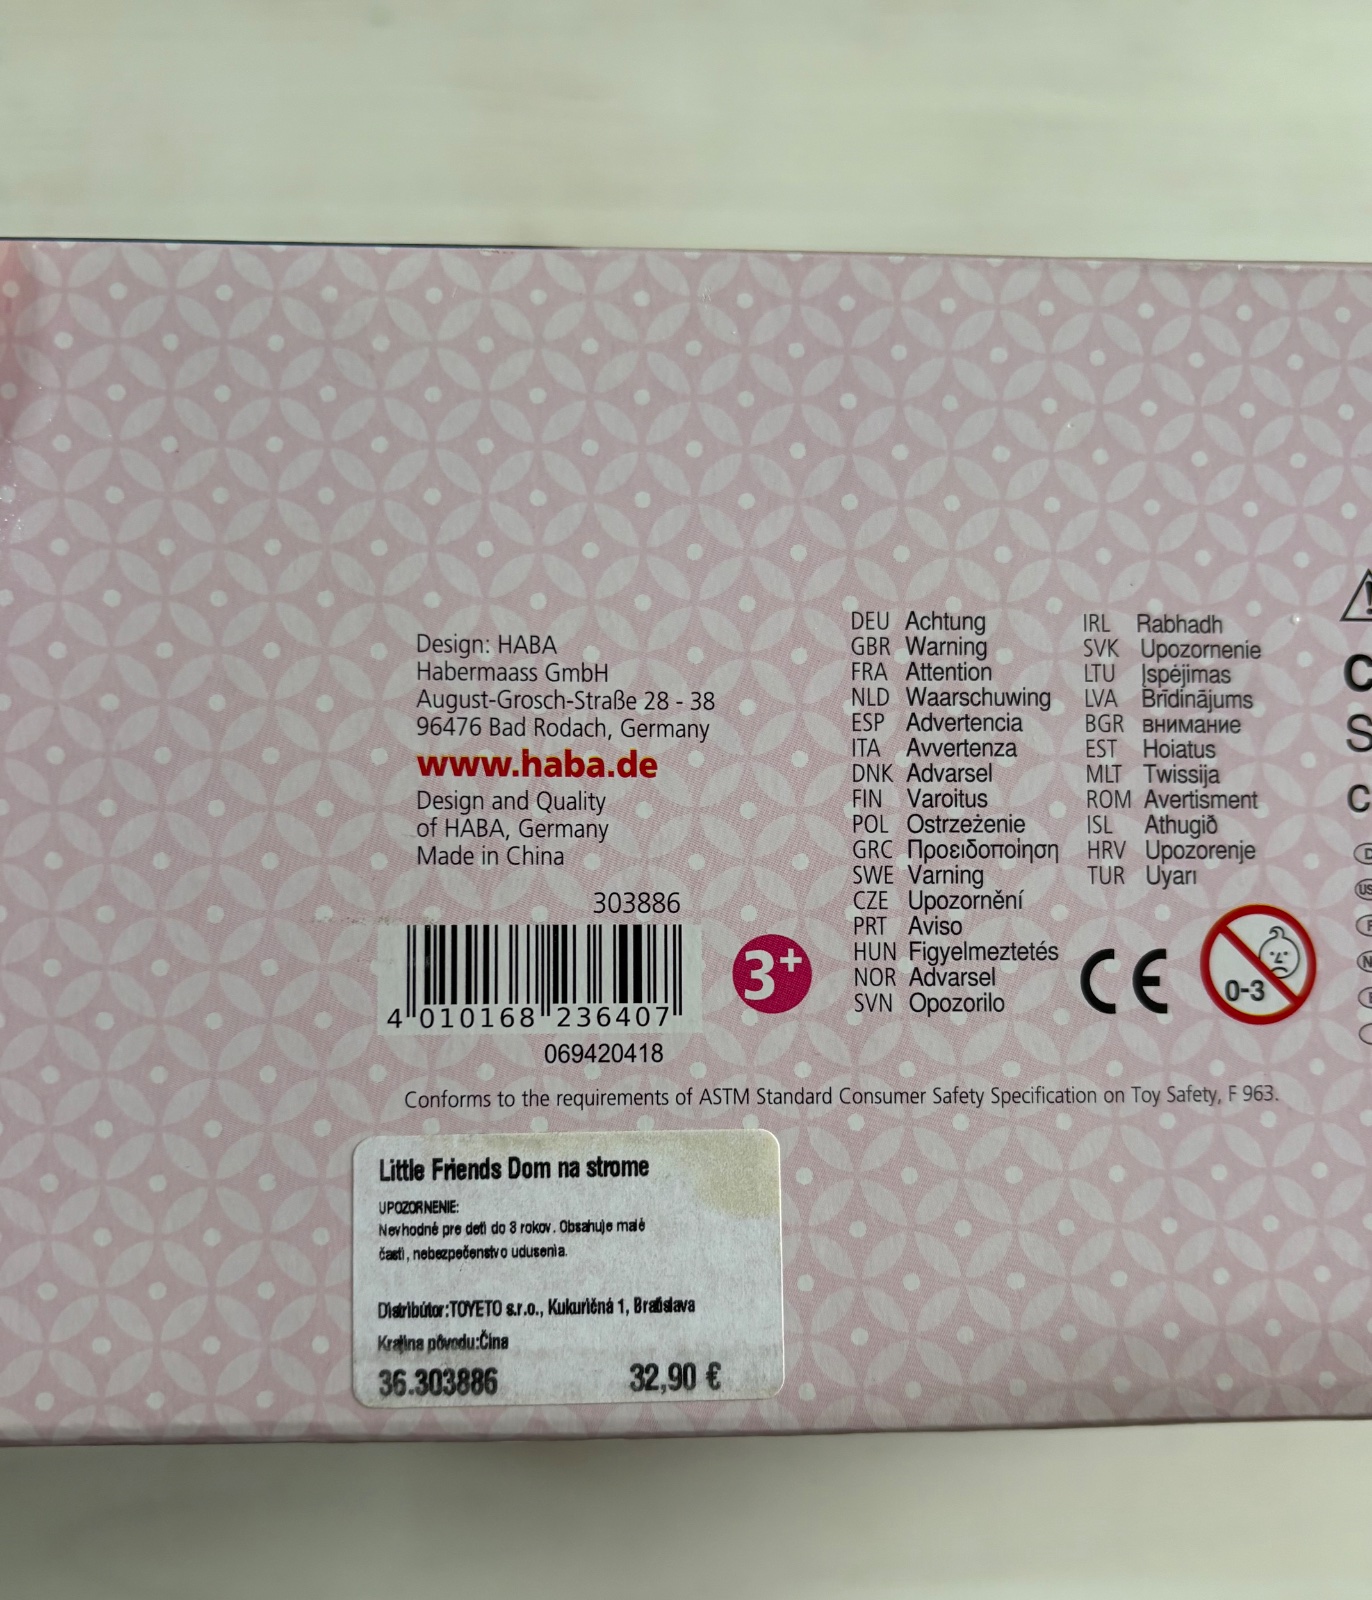 Design: HABA
Habermaass GmbH
August-Grosch-Straße 28 - 38
96476 Bad Rodach, Germany
www.haba.de
Design and Quality
of HABA, Germany
Made in China
303886
4 010168 236407
069420418
3+
DEU Achtung
GBR Warning
FRA Attention
NLD Waarschuwing
ESP Advertencia
ITA Avvertenza
DNK Advarsel
FIN Varoitus
POL Ostrzeżenie
GRC Προειδοποίηση
SWE Varning
CZE Upozornění
PRT Aviso
HUN Figyelmeztetés
NOR Advarsel
SVN Opozorilo
IRL Rabhadh
SVK Upozornenie
LTU Įspėjimas
LVA Brīdinājums
BGR внимание
EST Hoiatus
MLT Twissija
ROM Avertisment
ISL Athugið
HRV Upozorenje
TUR Uyarı
CE
0-3
Conforms to the requirements of ASTM Standard Consumer Safety Specification on Toy Safety, F 963.
Little Friends Dom na strome
UPOZORNENIE:
Nevhodné pre deti do 3 rokov. Obsahuje malé
časti, nebezpečenstvo udusenia.
Distribútor:TOYETO s.r.o., Kukuričná 1, Bratislava
Krajina pôvodu:Čína
36.303886 32,90 €